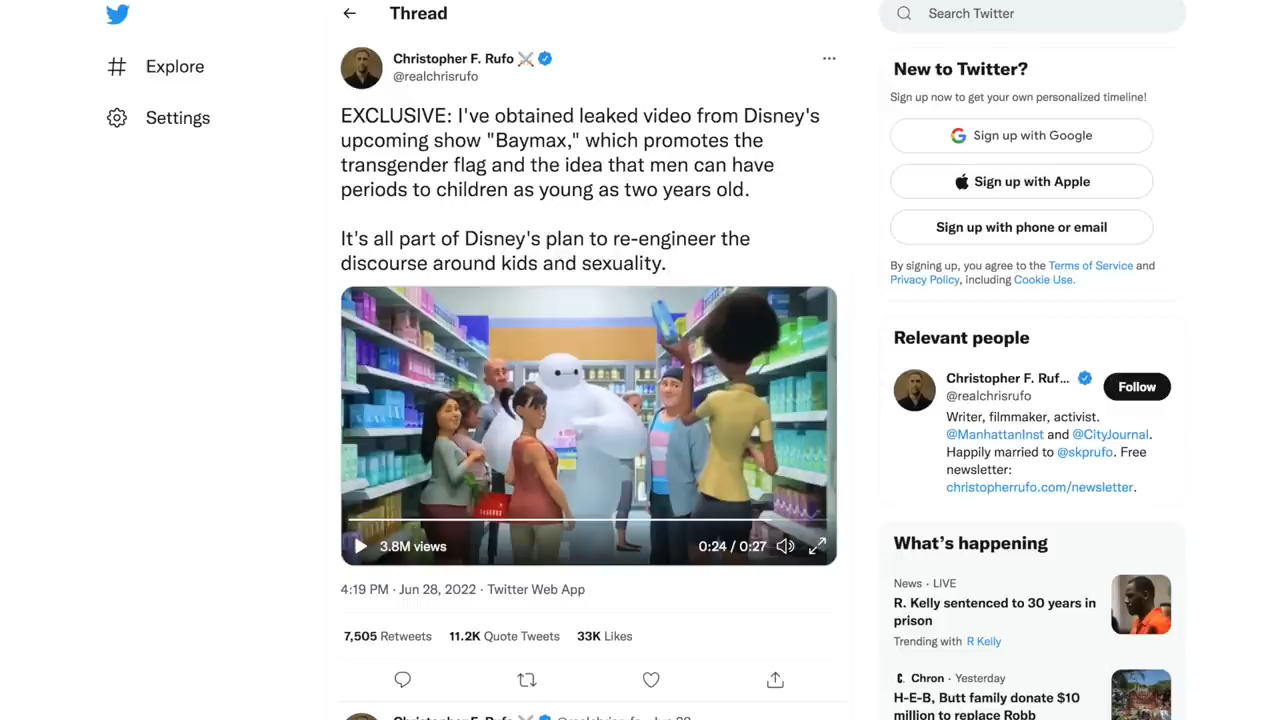 Thread
Search Twitter
Explore
Settings
Christopher F. Rufo
@realchrisrufo
EXCLUSIVE: I've obtained leaked video from Disney's
upcoming show "Baymax," which promotes the
transgender flag and the idea that men can have
periods to children as young as two years old.
It's all part of Disney's plan to re-engineer the
discourse around kids and sexuality.
3.8M views
0:24 / 0:27
4:19 PM · Jun 28, 2022 · Twitter Web App
7,505 Retweets 11.2K Quote Tweets 33K Likes
Christopher F. Rufo @realchrisrufo · Jun 28
New to Twitter?
Sign up now to get your own personalized timeline!
Sign up with Google
Sign up with Apple
Sign up with phone or email
By signing up, you agree to the Terms of Service and
Privacy Policy, including Cookie Use.
Relevant people
Christopher F. Ruf...
Follow
@realchrisrufo
Writer, filmmaker, activist.
@ManhattanInst and @CityJournal.
Happily married to @skprufo. Free
newsletter:
christopherrufo.com/newsletter.
What's happening
News · LIVE
R. Kelly sentenced to 30 years in
prison
Trending with R Kelly
Chron · Yesterday
H-E-B, Butt family donate $10
million to replace Robb